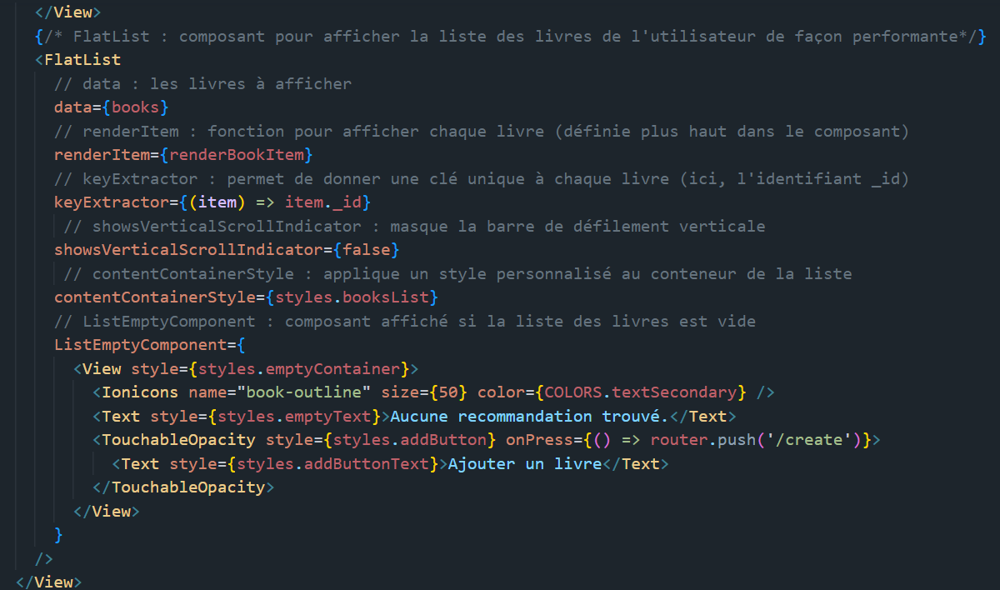 </View>
{/* FlatList : composant pour afficher la liste des livres de l'utilisateur de façon performante*/}
<FlatList
// data : les livres à afficher
data={books}
// renderItem : fonction pour afficher chaque livre (définie plus haut dans le composant)
renderItem={renderBookItem}
// keyExtractor : permet de donner une clé unique à chaque livre (ici, l'identifiant _id)
keyExtractor={(item) => item._id}
// showsVerticalScrollIndicator : masque la barre de défilement verticale
showsVerticalScrollIndicator={false}
// contentContainerStyle : applique un style personnalisé au conteneur de la liste
contentContainerStyle={styles.booksList}
// ListEmptyComponent : composant affiché si la liste des livres est vide
ListEmptyComponent={
<View style={styles.emptyContainer}>
<Ionicons name="book-outline" size={50} color={COLORS.textSecondary} />
<Text style={styles.emptyText}>Aucune recommandation trouvé.</Text>
<TouchableOpacity style={styles.addButton} onPress={() => router.push('/create')}>
<Text style={styles.addButtonText}>Ajouter un livre</Text>
</TouchableOpacity>
</View>
}
/>
</View>